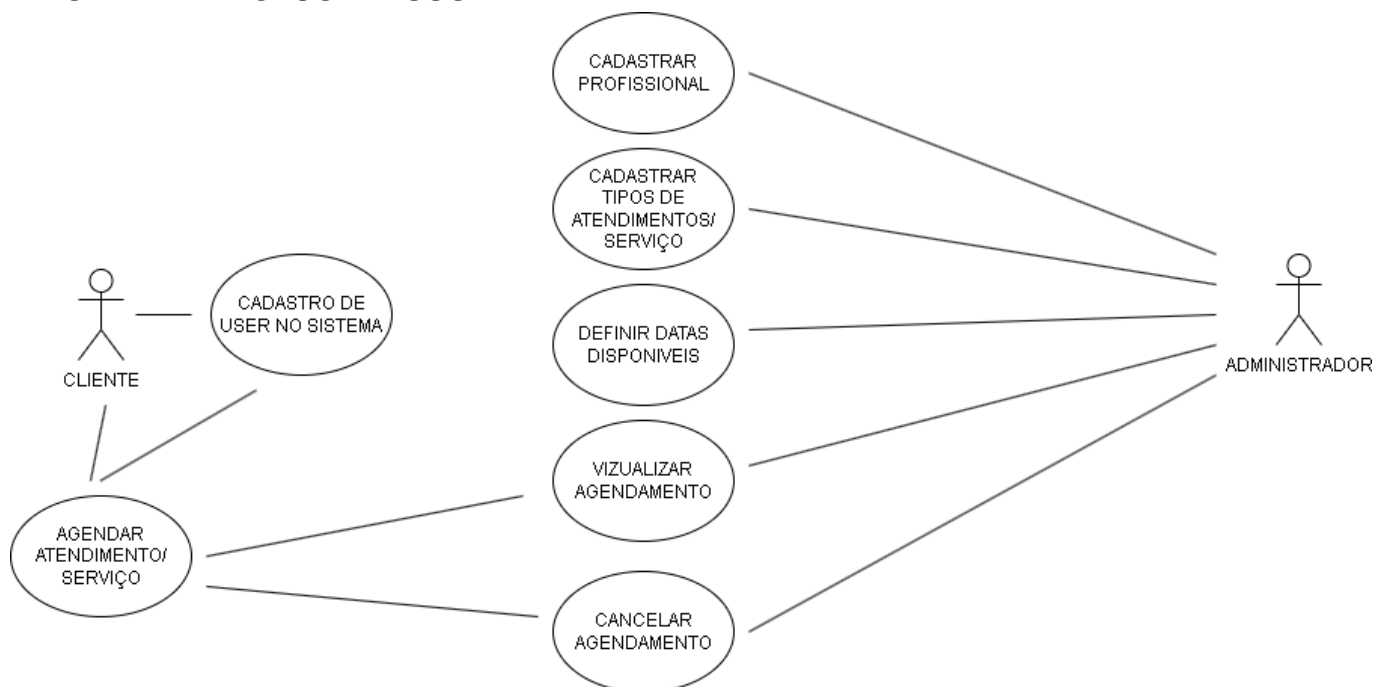 CADASTRAR
PROFISSIONAL
CADASTRAR
TIPOS DE
ATENDIMENTOS/
SERVIÇO
CADASTRO DE
USER NO SISTEMA
CLIENTE
DEFINIR DATAS
DISPONIVEIS
ADMINISTRADOR
VIZUALIZAR
AGENDAMENTO
AGENDAR
ATENDIMENTO/
SERVIÇO
CANCELAR
AGENDAMENTO